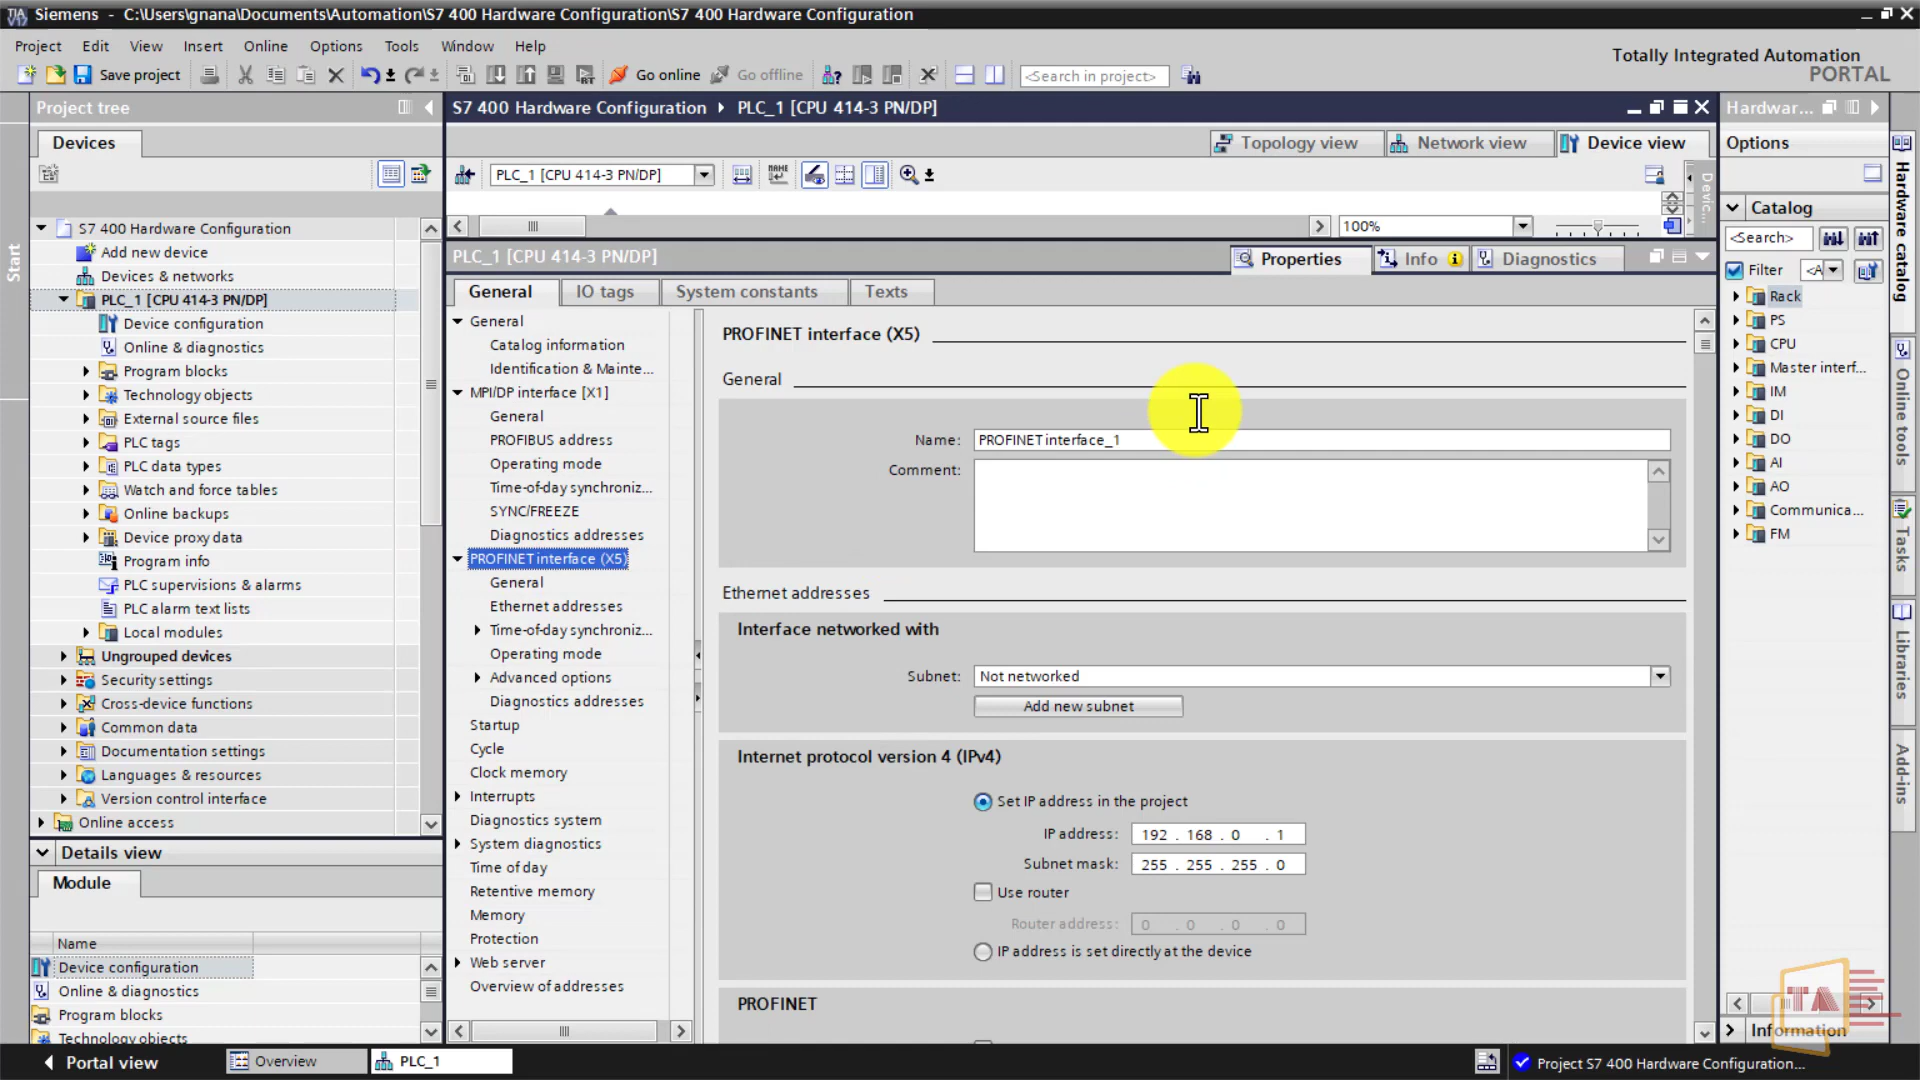 Siemens - C:\Users\gnana\Documents\Automation\S7 400 Hardware Configuration\S7 400 Hardware Configuration
Project Edit View Insert Online Options Tools Window Help
Totally Integrated Automation
PORTAL
Save project
Go online
Go offline
<Search in project>
Project tree
S7 400 Hardware Configuration PLC_1 [CPU 414-3 PN/DP]
Hardwar...
Devices
Topology view
Network view
Device view
Options
PLC_1 [CPU 414-3 PN/DP]
100%
Devic...
Start
S7 400 Hardware Configuration
Add new device
Devices & networks
PLC_1 [CPU 414-3 PN/DP]
Device configuration
Online & diagnostics
Program blocks
Technology objects
External source files
PLC tags
PLC data types
Watch and force tables
Online backups
Device proxy data
Program info
PLC supervisions & alarms
PLC alarm text lists
Local modules
Ungrouped devices
Security settings
Cross-device functions
Common data
Documentation settings
Languages & resources
Version control interface
Online access
Details view
Module
Name
Device configuration
Online & diagnostics
Program blocks
Technology objects
PLC_1 [CPU 414-3 PN/DP]
Properties
Info
Diagnostics
General
IO tags
System constants
Texts
General
Catalog information
Identification & Mainte...
MPI/DP interface [X1]
General
PROFIBUS address
Operating mode
Time-of-day synchroniz...
SYNC/FREEZE
Diagnostics addresses
PROFINET interface (X5)
General
Ethernet addresses
Time-of-day synchroniz...
Operating mode
Advanced options
Diagnostics addresses
Startup
Cycle
Clock memory
Interrupts
Diagnostics system
System diagnostics
Time of day
Retentive memory
Memory
Protection
Web server
Overview of addresses
PROFINET interface (X5)
General
Name: PROFINET interface_1
Comment:
Ethernet addresses
Interface networked with
Subnet: Not networked
Add new subnet
Internet protocol version 4 (IPv4)
Set IP address in the project
IP address: 192 . 168 . 0 . 1
Subnet mask: 255 . 255 . 255 . 0
Use router
Router address: 0 . 0 . 0 . 0
IP address is set directly at the device
PROFINET
Catalog
<Search>
Filter <A
Rack
PS
CPU
Master interf...
IM
DI
DO
AI
AO
Communica...
FM
Information
Hardware catalog
Online tools
Tasks
Libraries
Add-ins
TAE
Portal view
Overview
PLC_1
Project S7 400 Hardware Configuration...